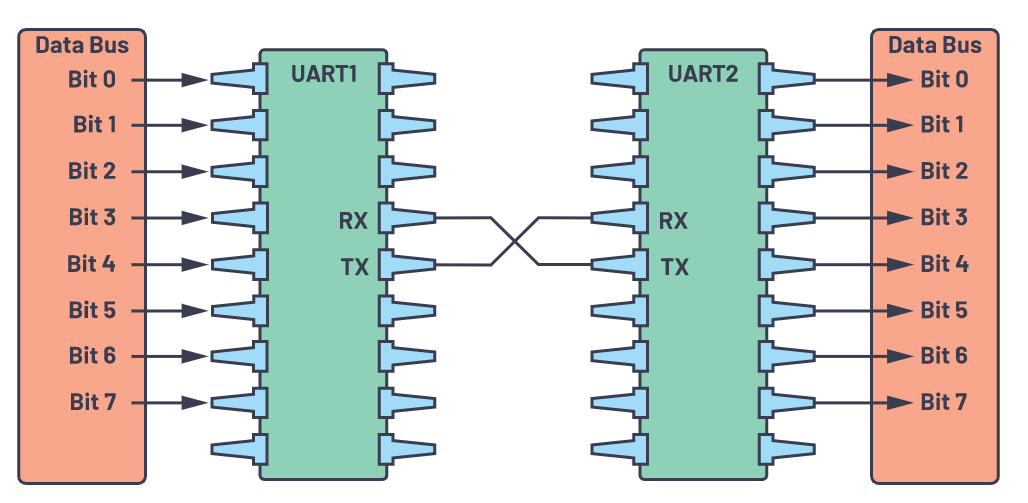 Data Bus
Bit 0
Bit 1
Bit 2
Bit 3
Bit 4
Bit 5
Bit 6
Bit 7
UART1
RX
TX
UART2
RX
TX
Data Bus
Bit 0
Bit 1
Bit 2
Bit 3
Bit 4
Bit 5
Bit 6
Bit 7